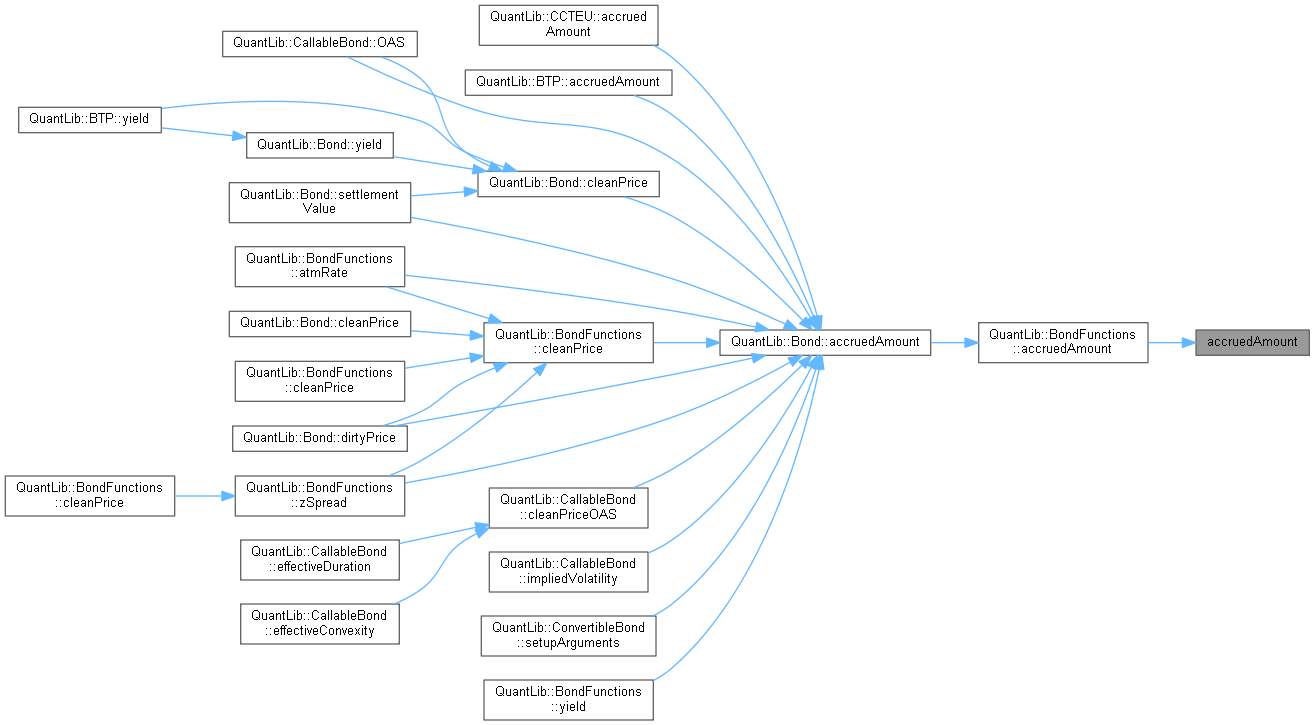 QuantLib::CCTEU::accrued
Amount
QuantLib::CallableBond::OAS
QuantLib::BTP::accruedAmount
QuantLib::BTP::yield
QuantLib::Bond::yield
QuantLib::Bond::cleanPrice
QuantLib::Bond::settlement
Value
QuantLib::BondFunctions
::atmRate
QuantLib::Bond::cleanPrice
QuantLib::BondFunctions
::cleanPrice
QuantLib::Bond::accruedAmount
QuantLib::BondFunctions
::accruedAmount
accruedAmount
QuantLib::BondFunctions
::cleanPrice
QuantLib::Bond::dirtyPrice
QuantLib::BondFunctions
::cleanPrice
QuantLib::BondFunctions
::zSpread
QuantLib::CallableBond
::cleanPriceOAS
QuantLib::CallableBond
::effectiveDuration
QuantLib::CallableBond
::impliedVolatility
QuantLib::CallableBond
::effectiveConvexity
QuantLib::ConvertibleBond
::setupArguments
QuantLib::BondFunctions
::yield